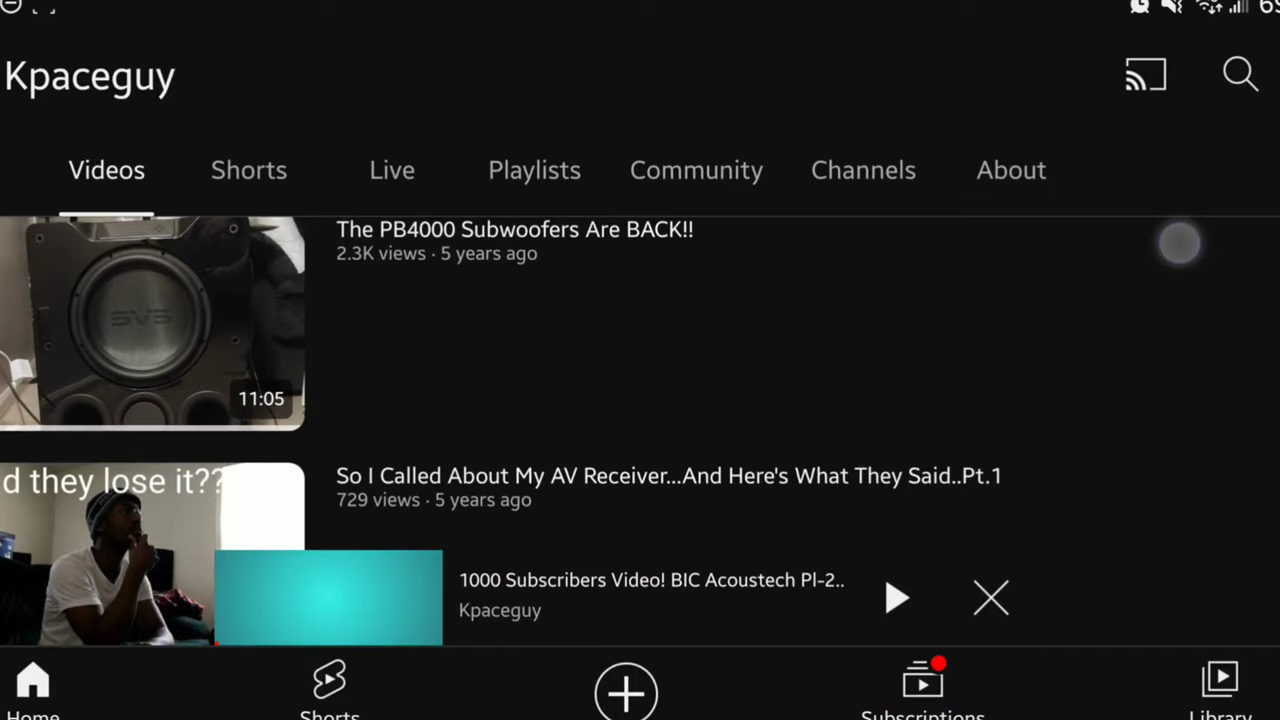 Kpaceguy
Videos Shorts Live Playlists Community Channels About
The PB4000 Subwoofers Are BACK!!
2.3K views · 5 years ago
SVS
11:05
d they lose it??
So I Called About My AV Receiver...And Here's What They Said..Pt.1
729 views · 5 years ago
1000 Subscribers Video! BIC Acoustech Pl-2..
Kpaceguy
Home Shorts Subscriptions Library